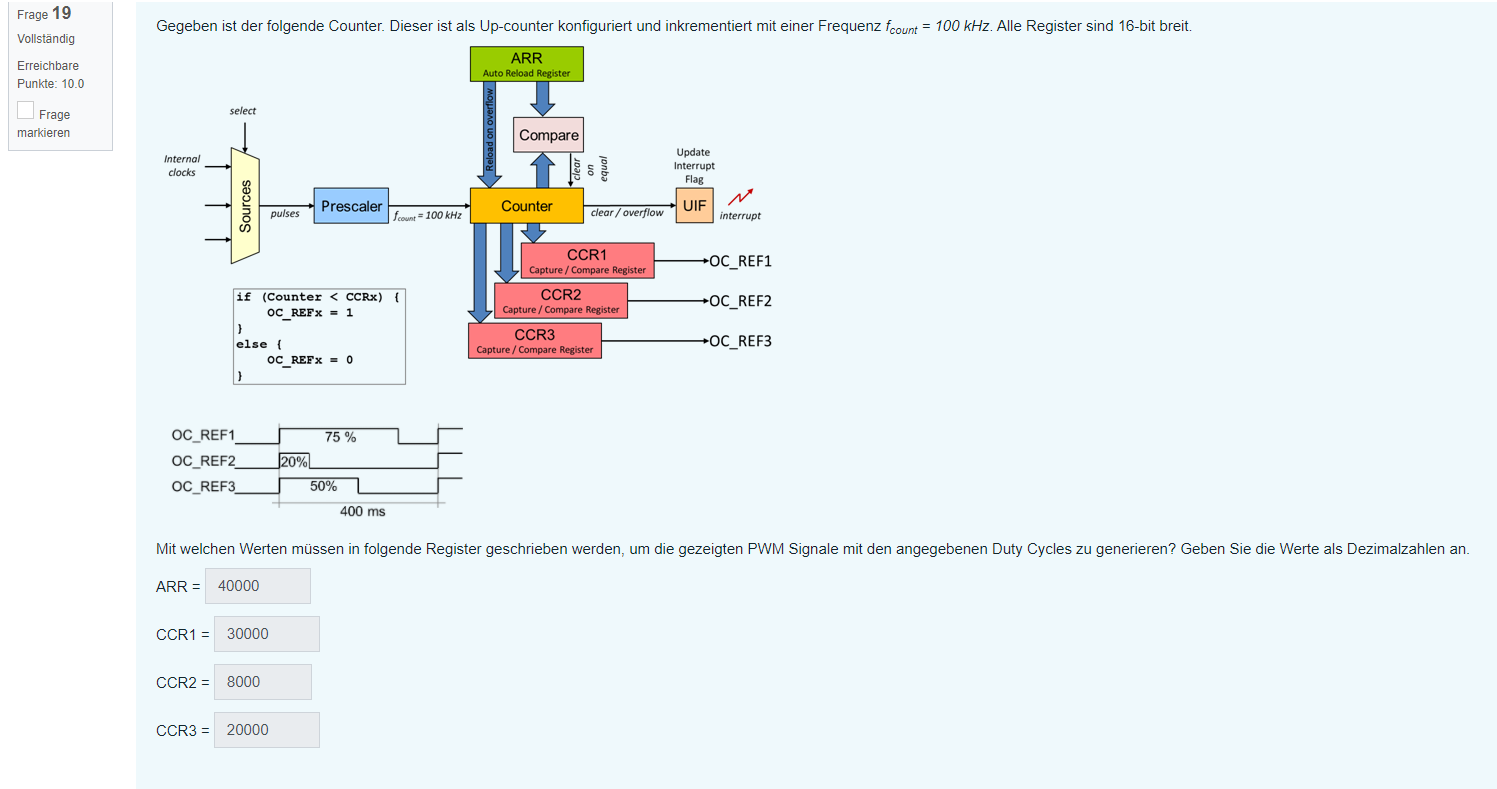 Frage 19
Vollständig
Erreichbare
Punkte: 10.0
Frage
markieren
Gegeben ist der folgende Counter. Dieser ist als Up-counter konfiguriert und inkrementiert mit einer Frequenz fcount = 100 kHz. Alle Register sind 16-bit breit.
ARR
Auto Reload Register
Reload on overflow
select
Compare
Internal
clocks
clear
on
equal
Update
Interrupt
Flag
Sources
pulses
Prescaler
fcount = 100 kHz
Counter
clear / overflow
UIF
interrupt
CCR1
Capture / Compare Register
OC_REF1
CCR2
Capture / Compare Register
OC_REF2
CCR3
Capture / Compare Register
OC_REF3
if (Counter < CCRx) {
OC_REFx = 1
}
else {
OC_REFx = 0
}
OC_REF1
75 %
OC_REF2
20%
OC_REF3
50%
400 ms
Mit welchen Werten müssen in folgende Register geschrieben werden, um die gezeigten PWM Signale mit den angegebenen Duty Cycles zu generieren? Geben Sie die Werte als Dezimalzahlen an.
ARR = 40000
CCR1 = 30000
CCR2 = 8000
CCR3 = 20000